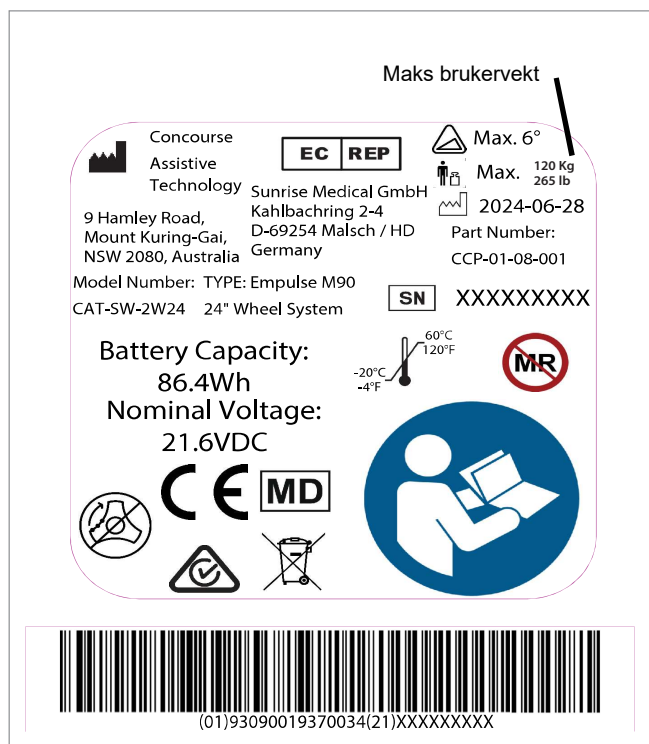 Maks brukervekt
Concourse
Assistive
Technology
9 Hamley Road,
Mount Kuring-Gai,
NSW 2080, Australia
EC REP
Sunrise Medical GmbH
Kahlbachring 2-4
D-69254 Malsch / HD
Germany
Max. 6°
Max. 120 Kg
265 lb
2024-06-28
Part Number:
CCP-01-08-001
Model Number: TYPE: Empulse M90
CAT-SW-2W24 24" Wheel System
SN XXXXXXXXX
Battery Capacity:
86.4Wh
Nominal Voltage:
21.6VDC
60°C
120°F
-20°C
-4°F
MR
CE MD
(01)93090019370034(21)XXXXXXXXX